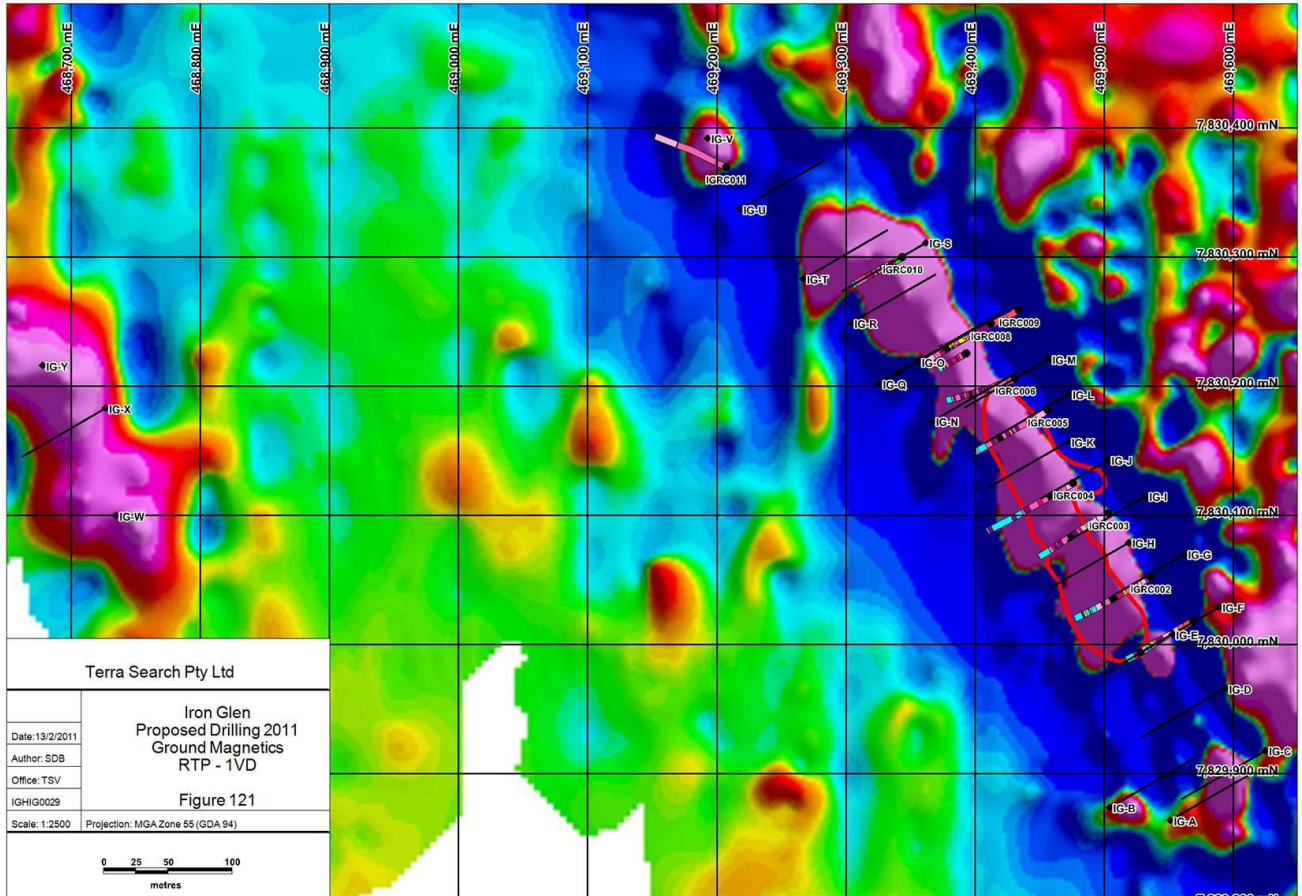 468,700 mE
468,800 mE
468,900 mE
469,000 mE
469,100 mE
469,200 mE
469,300 mE
469,400 mE
469,500 mE
469,600 mE
7,830,400 mN
IG-V
IGRC011
IG-U
IG-S
7,830,300 mN
IGRC010
IG-T
IG-R
IGRC009
IGRC008
IG-O
IG-M
IG-Y
IG-Q
7,830,200 mN
IGRC006
IG-L
IG-X
IG-N
IGRC005
IG-K
IG-J
IGRC004
IG-I
IG-W
7,830,100 mN
IGRC003
IG-H
IG-G
IGRC002
IG-F
IG-E
7,830,000 mN
IG-D
IG-C
7,829,900 mN
IG-B
IG-A
Terra Search Pty Ltd
Date:13/2/2011
Author: SDB
Office: TSV
IGHIG0029
Scale: 1:2500
Iron Glen
Proposed Drilling 2011
Ground Magnetics
RTP - 1VD
Figure 121
Projection: MGA Zone 55 (GDA 94)
0 25 50 100
metres